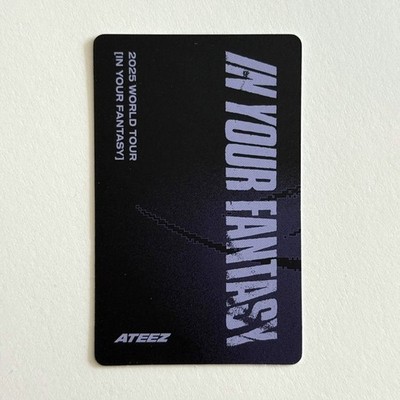 IN YOUR FANTASY
2025 WORLD TOUR
[IN YOUR FANTASY]
ATEEZ